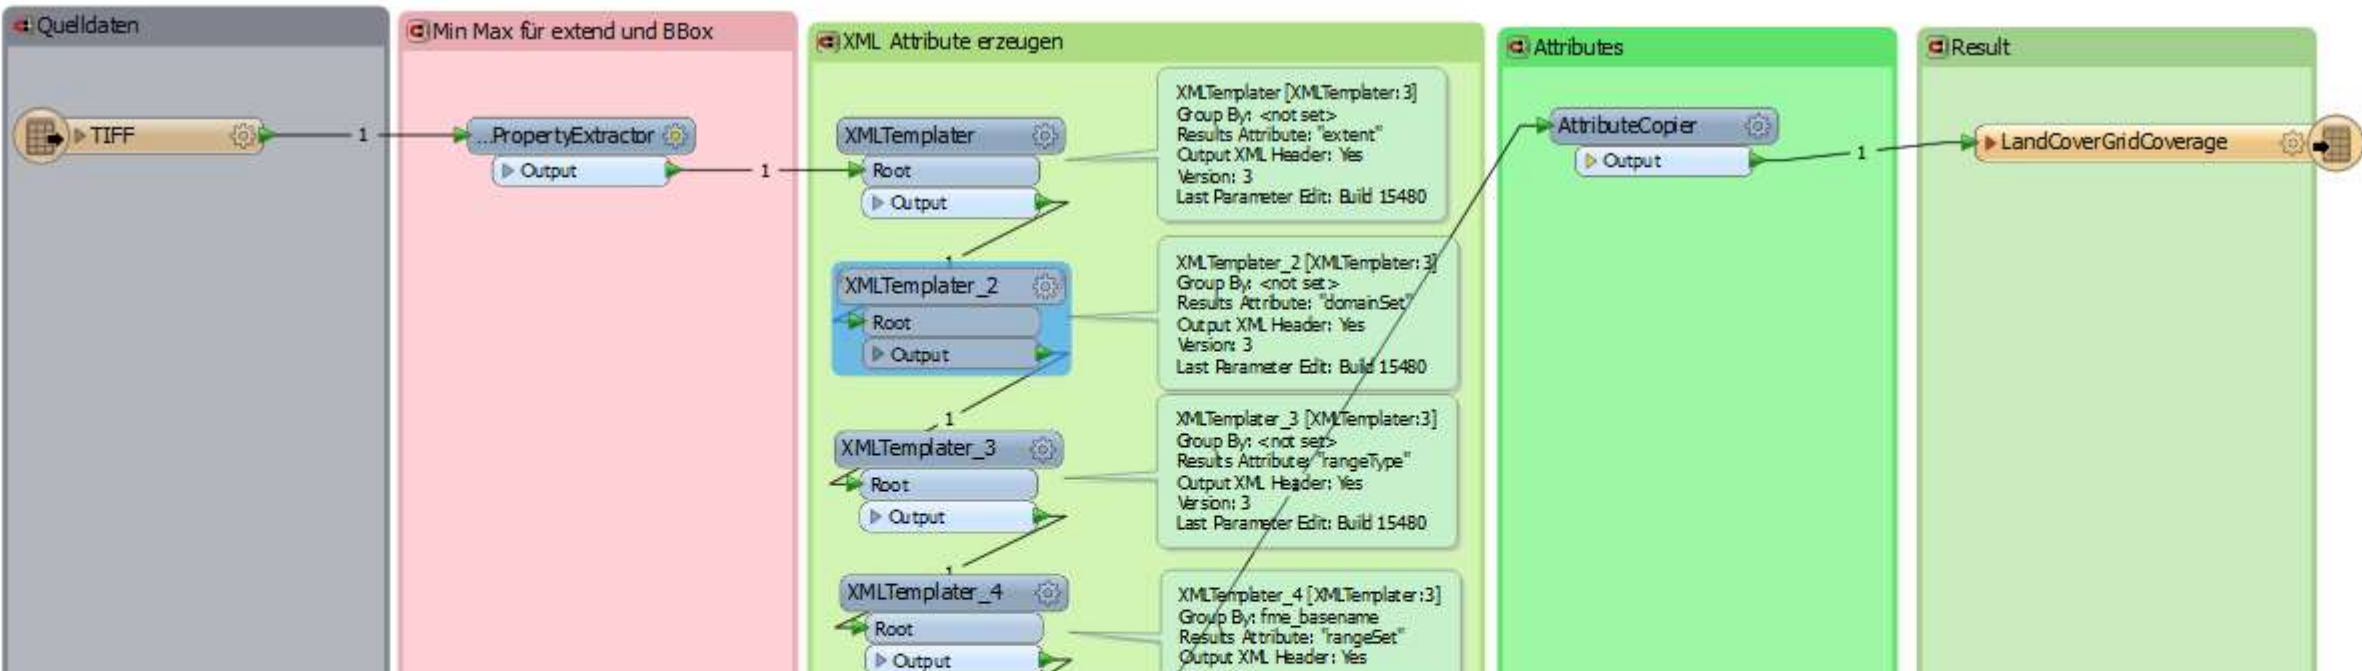 Quelldaten
TIFF
1
Min Max für extend und BBox
...PropertyExtractor
Output
1
XML Attribute erzeugen
XMLTemplater
Root
Output
1
XMLTemplater [XMLTemplater:3]
Group By: <not set>
Results Attribute: "extent"
Output XML Header: Yes
Version: 3
Last Parameter Edit: Build 15480
XMLTemplater_2
Root
Output
1
XMLTemplater_2 [XMLTemplater:3]
Group By: <not set>
Results Attribute: "domainSet"
Output XML Header: Yes
Version: 3
Last Parameter Edit: Build 15480
XMLTemplater_3
Root
Output
1
XMLTemplater_3 [XMLTemplater:3]
Group By: <not set>
Results Attribute: "rangeType"
Output XML Header: Yes
Version: 3
Last Parameter Edit: Build 15480
XMLTemplater_4
Root
Output
XMLTemplater_4 [XMLTemplater:3]
Group By: fme_basename
Results Attribute: "rangeSet"
Output XML Header: Yes
Attributes
AttributeCopier
Output
1
Result
LandCoverGridCoverage